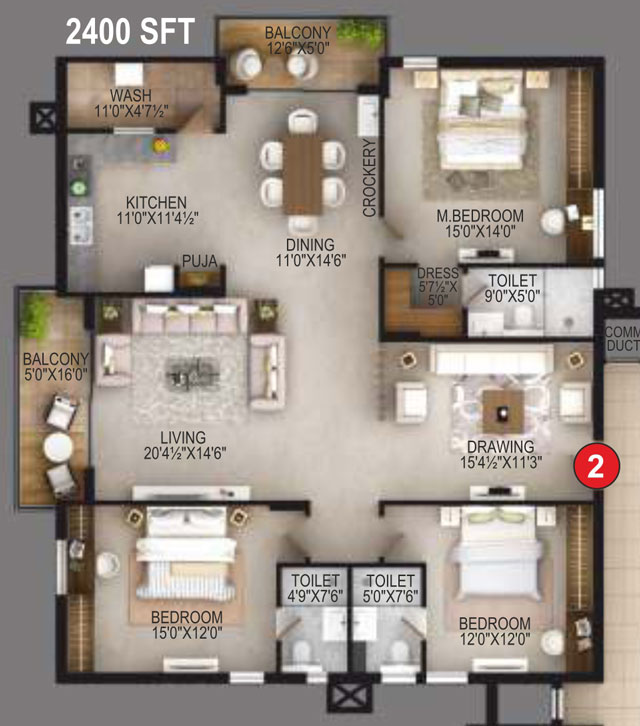 2400 SFT
BALCONY
12'6"X5'0"
WASH
11'0"X4'7½"
CROCKERY
KITCHEN
11'0"X11'4½"
M.BEDROOM
15'0"X14'0"
DINING
11'0"X14'6"
PUJA
DRESS
5'7½"X
5'0"
TOILET
9'0"X5'0"
COMM
DUCT
BALCONY
5'0"X16'0"
LIVING
20'4½"X14'6"
DRAWING
15'4½"X11'3"
2
TOILET
4'9"X7'6"
TOILET
5'0"X7'6"
BEDROOM
15'0"X12'0"
BEDROOM
12'0"X12'0"